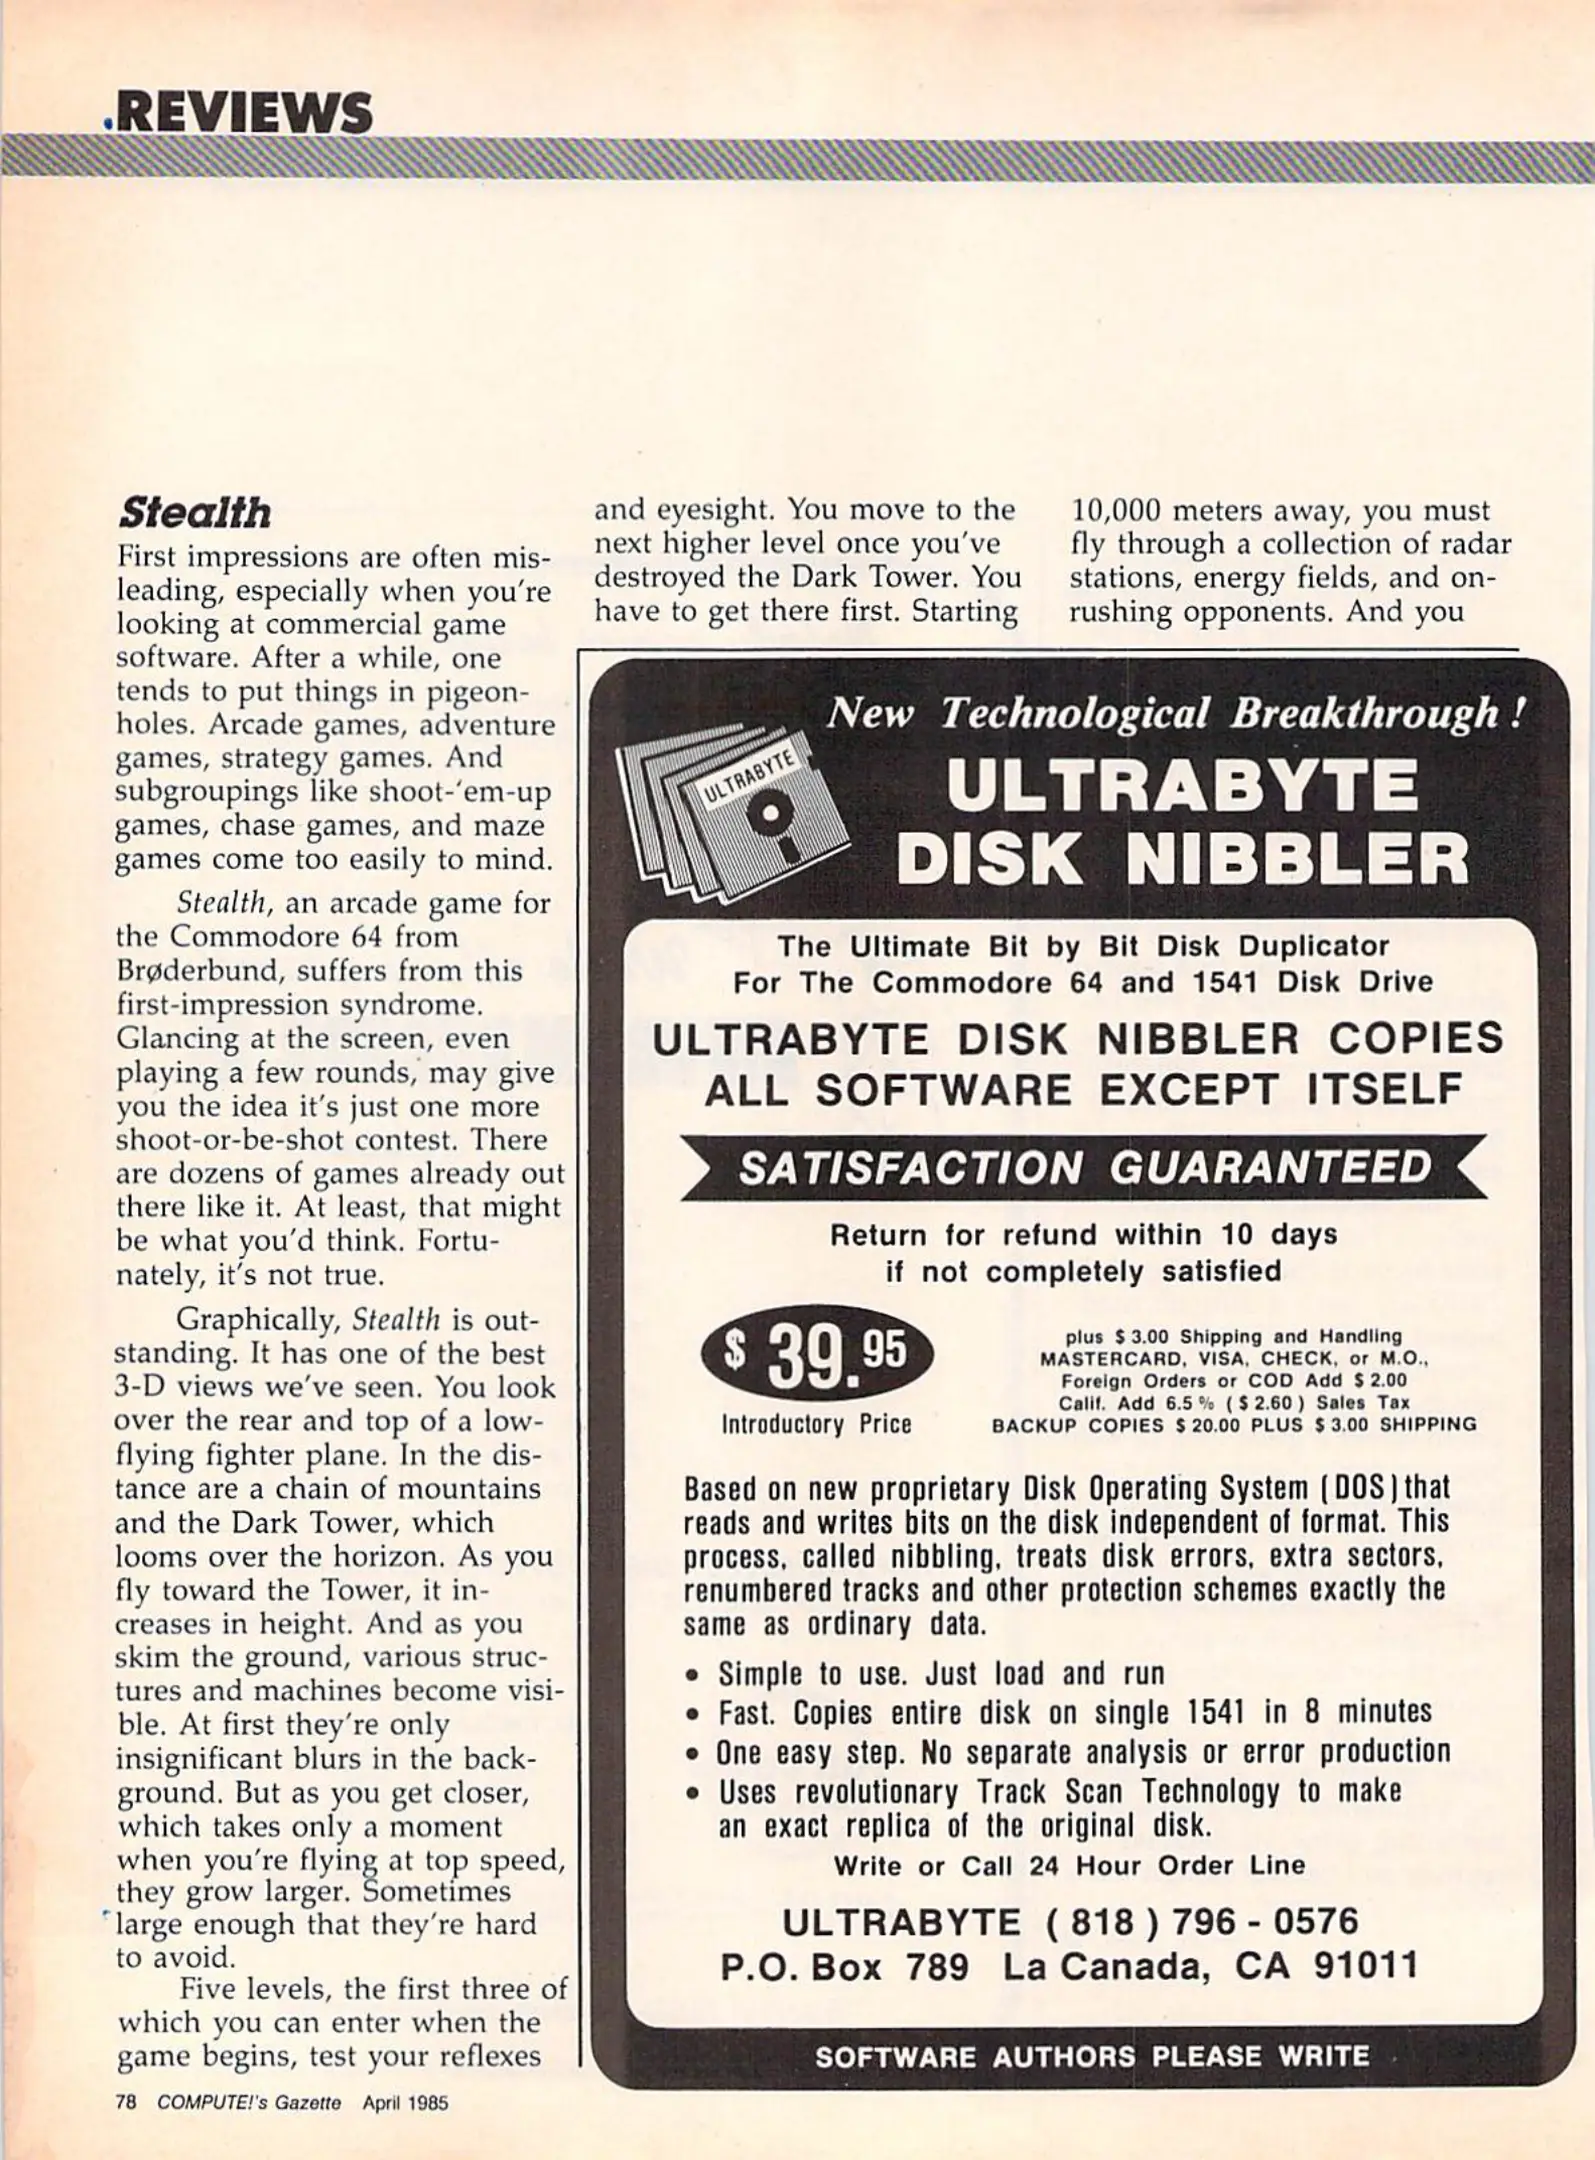 .REVIEWS
Stealth
First impressions are often mis-
leading, especially when you're
looking at commercial game
software. After a while, one
tends to put things in pigeon-
holes. Arcade games, adventure
games, strategy games. And
subgroupings like shoot-'em-up
games, chase games, and maze
games come too easily to mind.
Stealth, an arcade game for
the Commodore 64 from
Brøderbund, suffers from this
first-impression syndrome.
Glancing at the screen, even
playing a few rounds, may give
you the idea it's just one more
shoot-or-be-shot contest. There
are dozens of games already out
there like it. At least, that might
be what you'd think. Fortu-
nately, it's not true.
Graphically, Stealth is out-
standing. It has one of the best
3-D views we've seen. You look
over the rear and top of a low-
flying fighter plane. In the dis-
tance are a chain of mountains
and the Dark Tower, which
looms over the horizon. As you
fly toward the Tower, it in-
creases in height. And as you
skim the ground, various struc-
tures and machines become visi-
ble. At first they're only
insignificant blurs in the back-
ground. But as you get closer,
which takes only a moment
when you're flying at top speed,
they grow larger. Sometimes
large enough that they're hard
to avoid.
Five levels, the first three of
which you can enter when the
game begins, test your reflexes
and eyesight. You move to the
next higher level once you've
destroyed the Dark Tower. You
have to get there first. Starting
10,000 meters away, you must
fly through a collection of radar
stations, energy fields, and on-
rushing opponents. And you
New Technological Breakthrough !
ULTRABYTE
ULTRABYTE
DISK NIBBLER
The Ultimate Bit by Bit Disk Duplicator
For The Commodore 64 and 1541 Disk Drive
ULTRABYTE DISK NIBBLER COPIES
ALL SOFTWARE EXCEPT ITSELF
SATISFACTION GUARANTEED
Return for refund within 10 days
if not completely satisfied
$ 39.95
Introductory Price
plus $ 3.00 Shipping and Handling
MASTERCARD, VISA, CHECK, or M.O.,
Foreign Orders or COD Add $ 2.00
Calif. Add 6.5 % ( $ 2.60 ) Sales Tax
BACKUP COPIES $ 20.00 PLUS $ 3.00 SHIPPING
Based on new proprietary Disk Operating System ( DOS ) that
reads and writes bits on the disk independent of format. This
process, called nibbling, treats disk errors, extra sectors,
renumbered tracks and other protection schemes exactly the
same as ordinary data.
• Simple to use. Just load and run
• Fast. Copies entire disk on single 1541 in 8 minutes
• One easy step. No separate analysis or error production
• Uses revolutionary Track Scan Technology to make
an exact replica of the original disk.
Write or Call 24 Hour Order Line
ULTRABYTE ( 818 ) 796 - 0576
P.O. Box 789 La Canada, CA 91011
SOFTWARE AUTHORS PLEASE WRITE
78 COMPUTE!'s Gazette April 1985